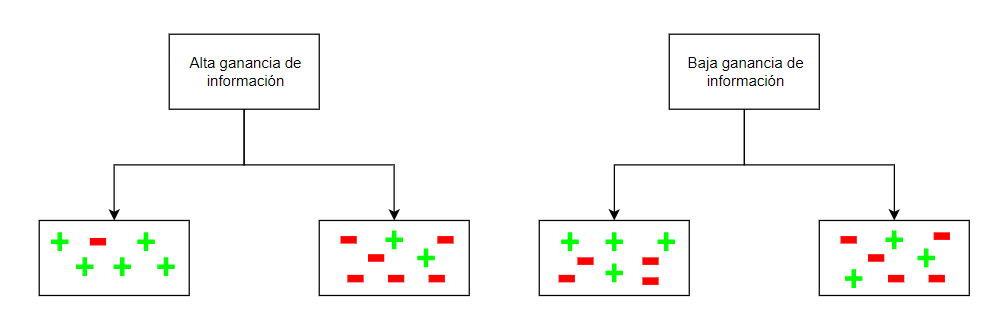 Alta ganancia de
información
Baja ganancia de
información